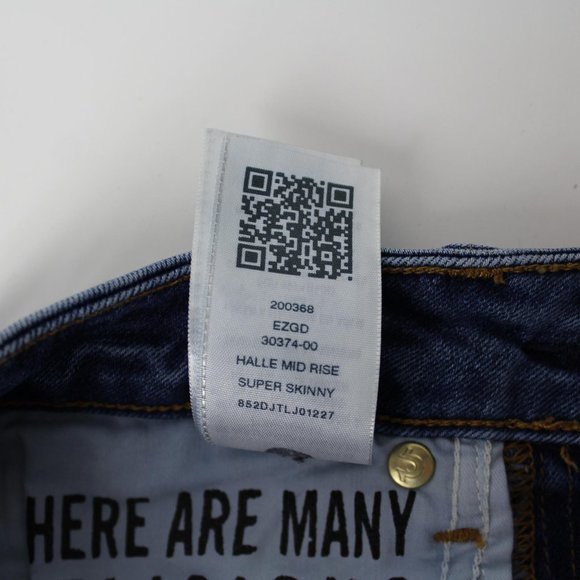 200368
EZGD
30374-00
HALLE MID RISE
SUPER SKINNY
852DJTLJ01227
HERE ARE MANY